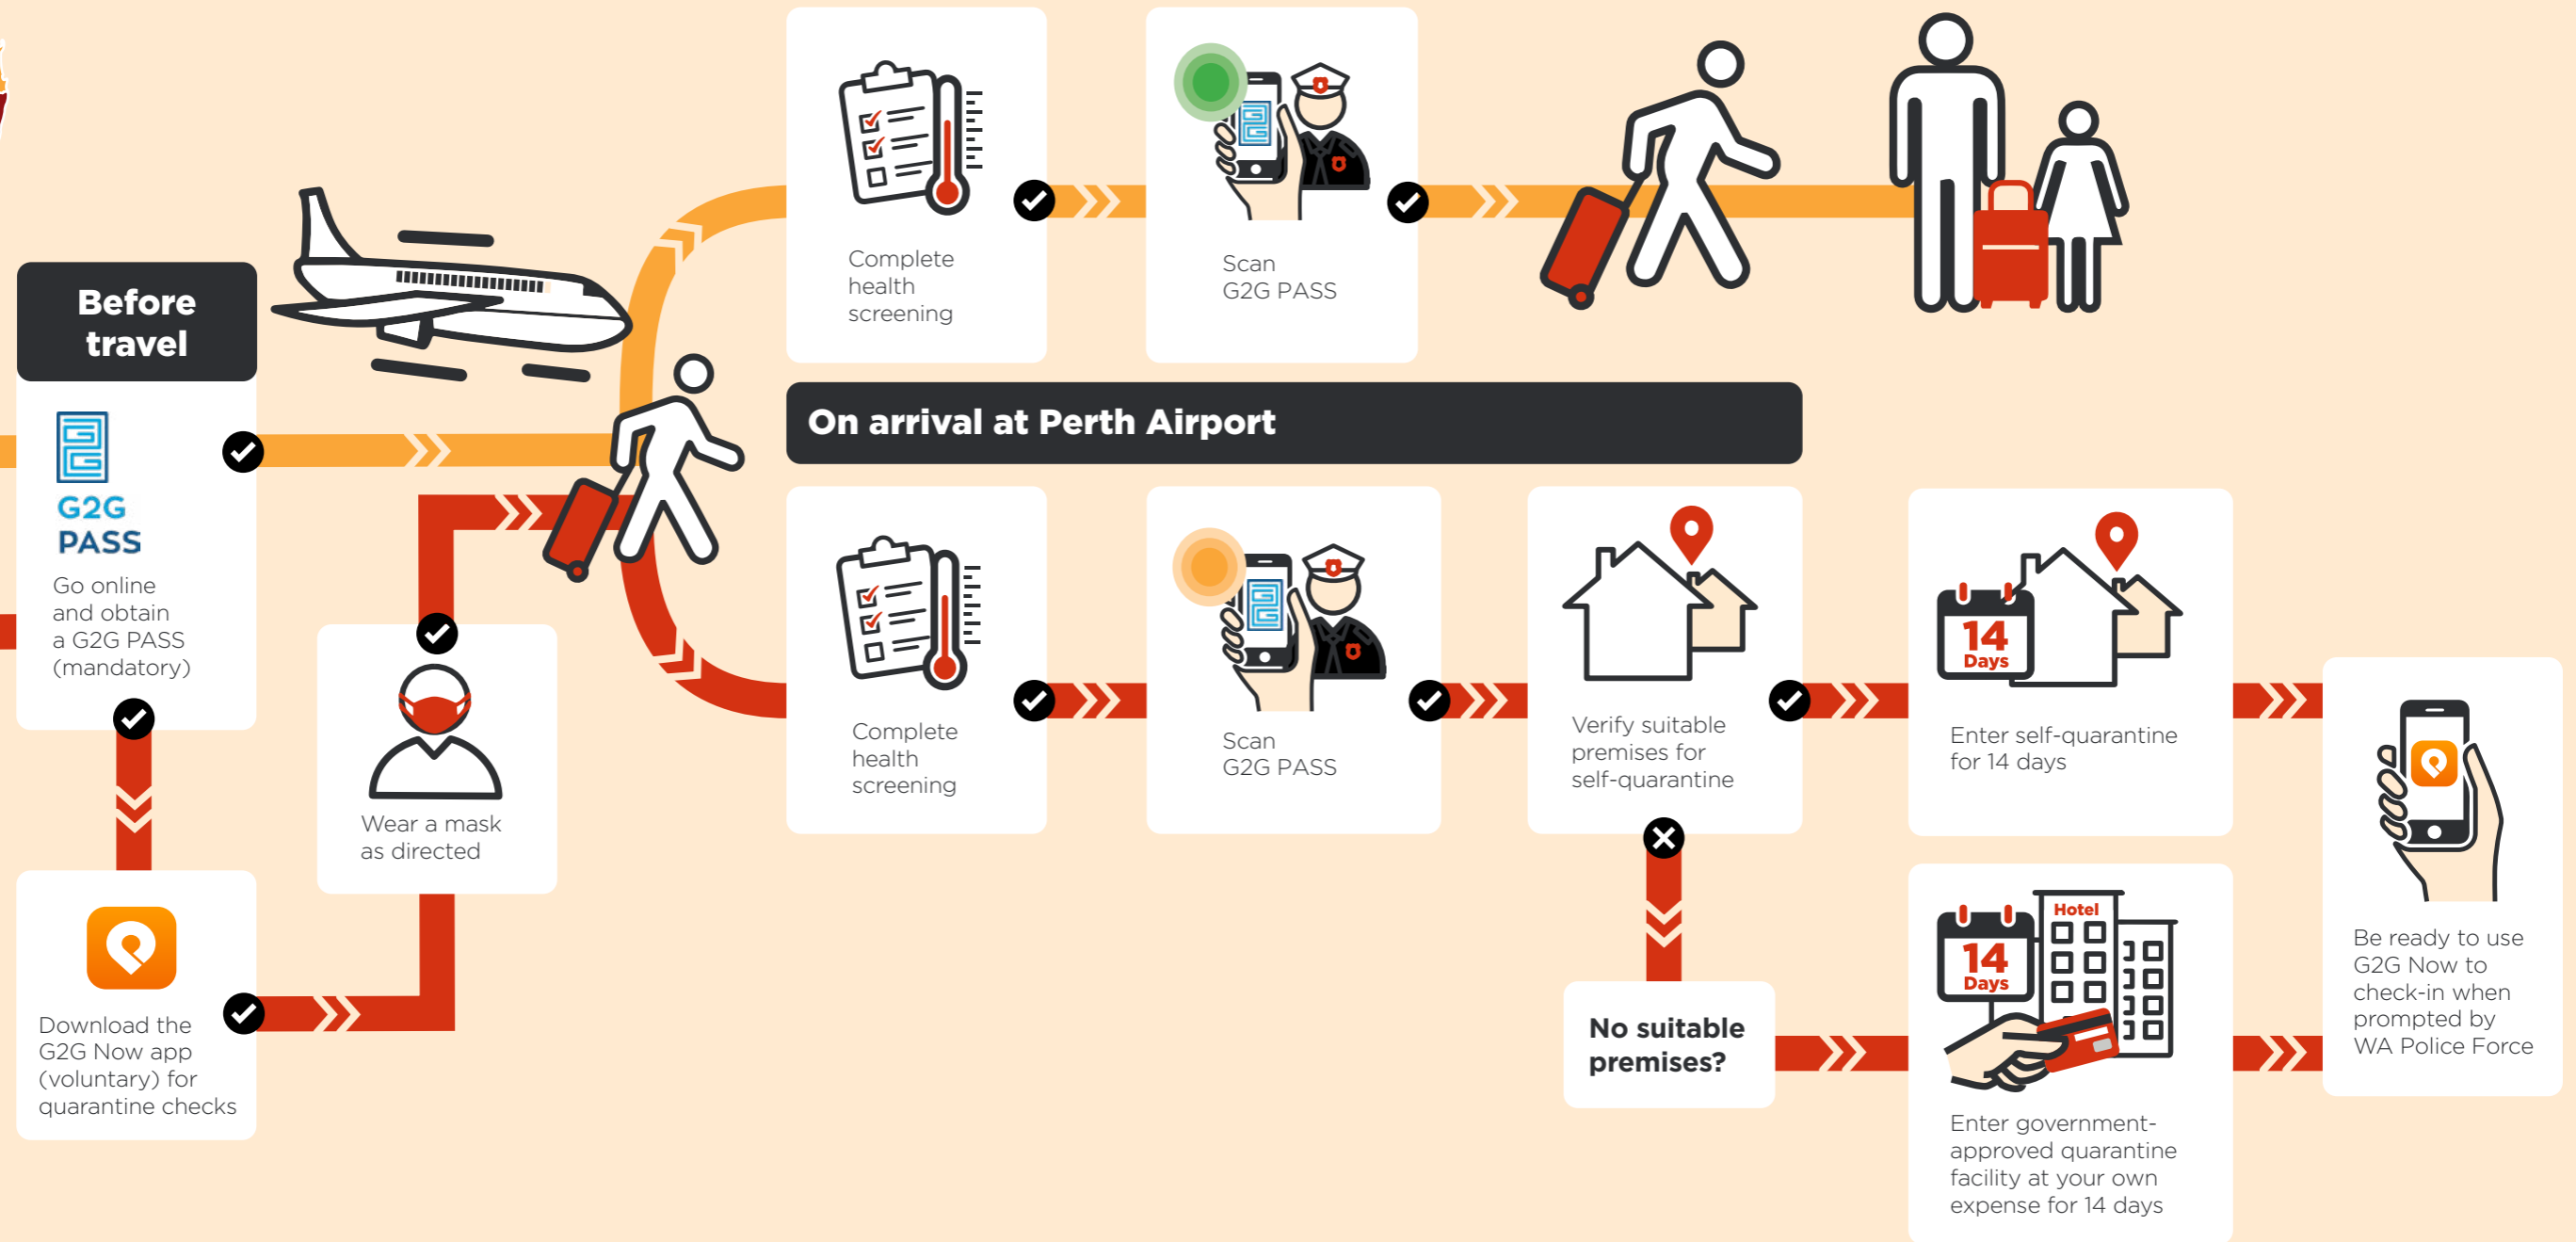 Before
travel
G2G
PASS
Go online
and obtain
a G2G PASS
(mandatory)
Download the
G2G Now app
(voluntary) for
quarantine checks
Wear a mask
as directed
Complete
health
screening
Scan
G2G PASS
On arrival at Perth Airport
Complete
health
screening
Scan
G2G PASS
Verify suitable
premises for
self-quarantine
No suitable
premises?
14
Days
Enter self-quarantine
for 14 days
Hotel
14
Days
Enter government-
approved quarantine
facility at your own
expense for 14 days
Be ready to use
G2G Now to
check-in when
prompted by
WA Police Force